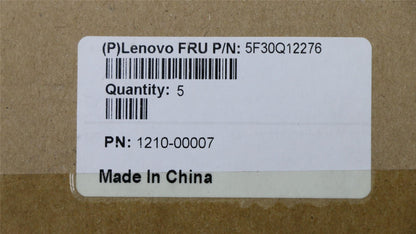 (P)Lenovo FRU P/N: 5F30Q12276
Quantity: 5
PN: 1210-00007
Made In China